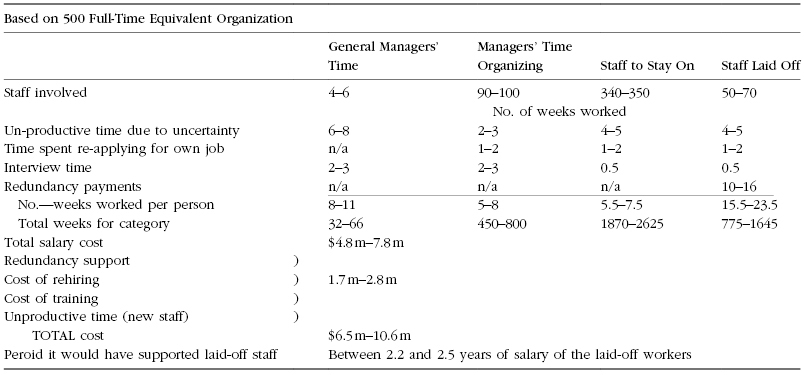 Based on 500 Full-Time Equivalent Organization
General Managers' Managers' Time
Time Organizing Staff to Stay On Staff Laid Off
Staff involved 4–6 90–100 340–350 50–70
No. of weeks worked
Un-productive time due to uncertainty 6–8 2–3 4–5 4–5
Time spent re-applying for own job n/a 1–2 1–2 1–2
Interview time 2–3 2–3 0.5 0.5
Redundancy payments n/a n/a n/a 10–16
No.—weeks worked per person 8–11 5–8 5.5–7.5 15.5–23.5
Total weeks for category 32–66 450–800 1870–2625 775–1645
Total salary cost $4.8m–7.8m
Redundancy support )
Cost of rehiring ) 1.7m–2.8m
Cost of training )
Unproductive time (new staff) )
TOTAL cost $6.5m–10.6m
Peroid it would have supported laid-off staff Between 2.2 and 2.5 years of salary of the laid-off workers